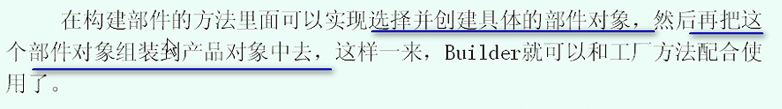 在构建部件的方法里面可以实现选择并创建具体的部件对象，然后再把这
个部件对象组装到产品对象中去，这样一来，Builder就可以和工厂方法配合使
用了。